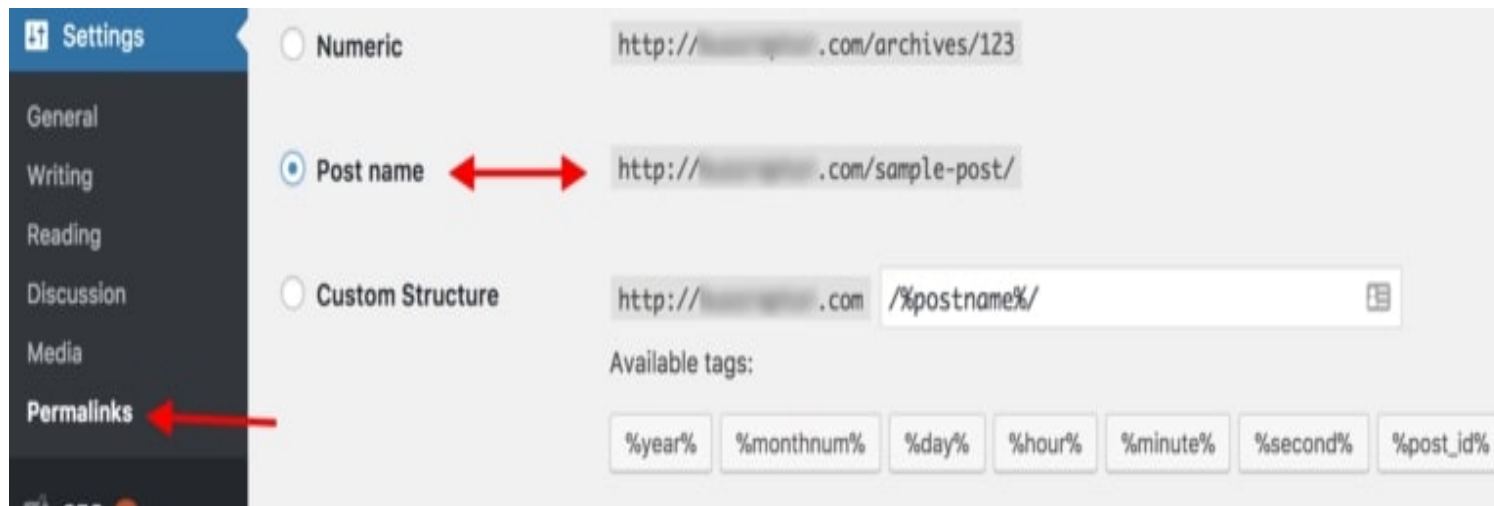 Settings
General
Writing
Reading
Discussion
Media
Permalinks
Numeric http:// .com/archives/123
Post name http:// .com/sample-post/
Custom Structure http:// .com /%postname%/
Available tags:
%year% %monthnum% %day% %hour% %minute% %second% %post_id%